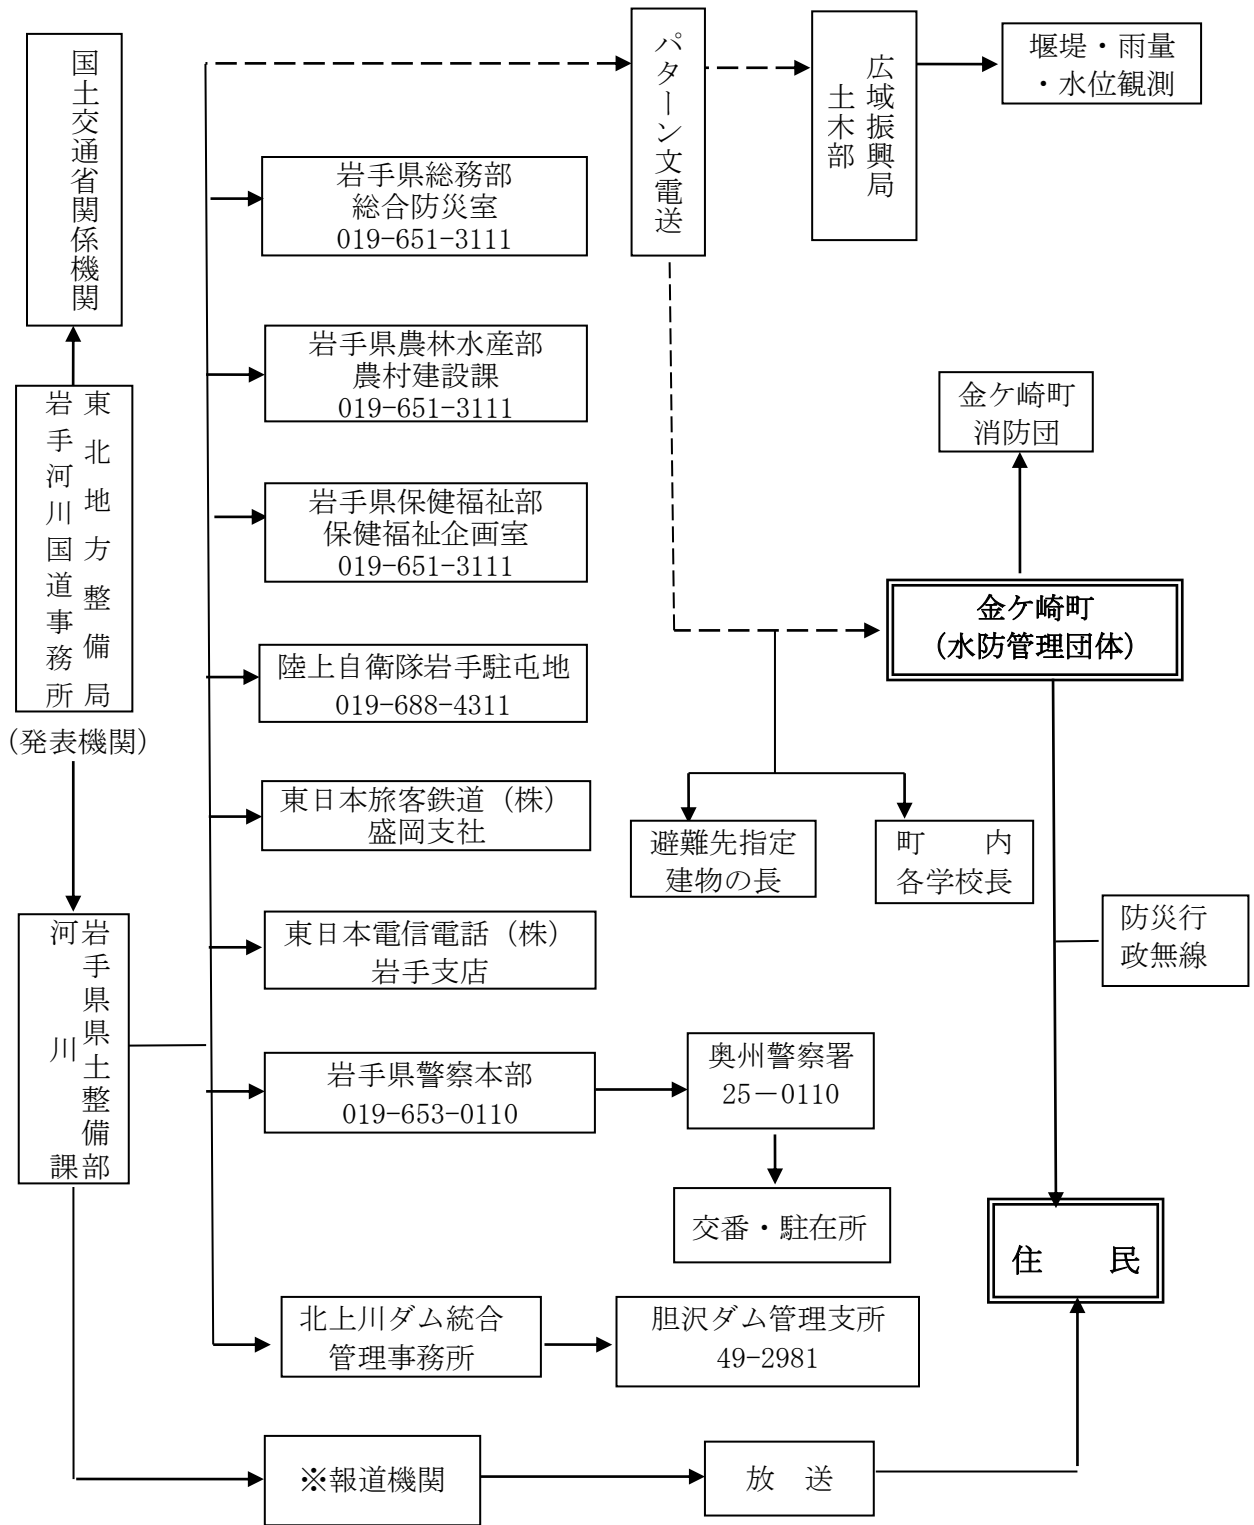 国土交通省関係機関
東北地方整備局
岩手河川国道事務所
(発表機関)
岩手県県土整備部
河川課
岩手県総務部
総合防災室
019-651-3111
岩手県農林水産部
農村建設課
019-651-3111
岩手県保健福祉部
保健福祉企画室
019-651-3111
陸上自衛隊岩手駐屯地
019-688-4311
東日本旅客鉄道（株）
盛岡支社
東日本電信電話（株）
岩手支店
岩手県警察本部
019-653-0110
奥州警察署
25－0110
交番・駐在所
北上川ダム統合
管理事務所
胆沢ダム管理支所
49-2981
※報道機関
放　送
パターン文電送
広域振興局
土木部
堰堤・雨量
・水位観測
金ケ崎町
消防団
金ケ崎町
(水防管理団体)
避難先指定
建物の長
町　　内
各学校長
防災行
政無線
住　　民